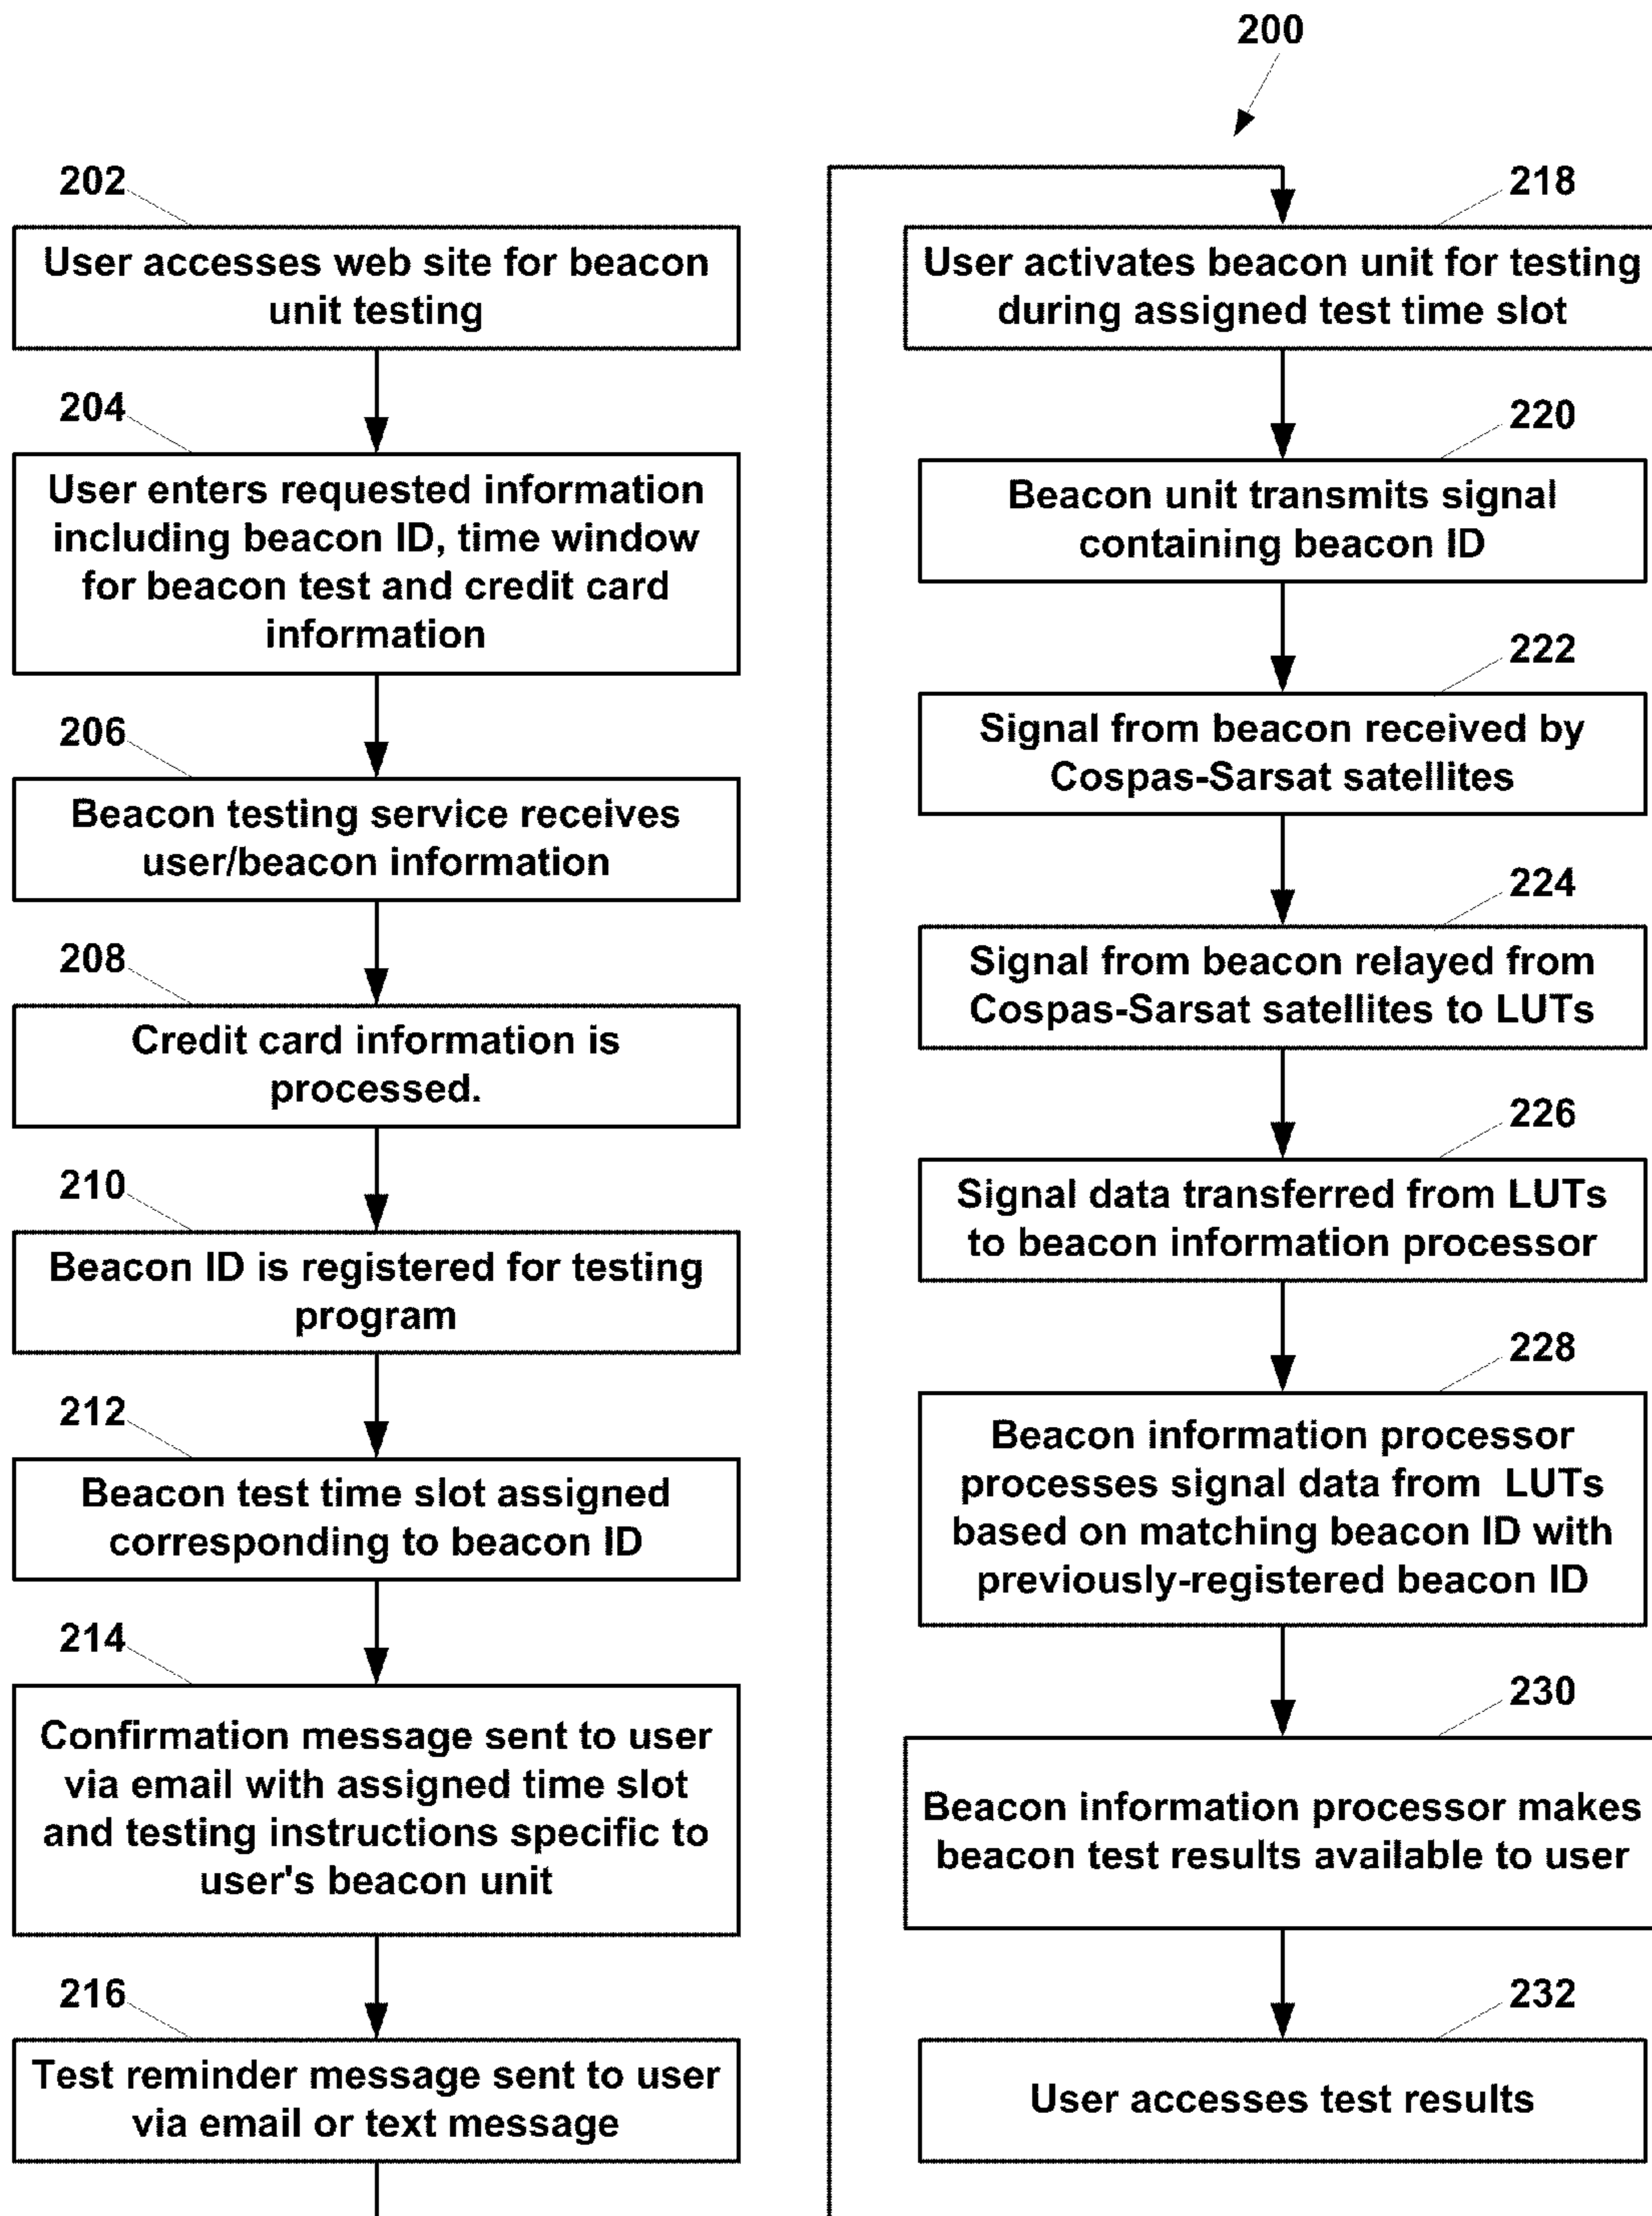 200
202
User accesses web site for beacon
unit testing
204
User enters requested information
including beacon ID, time window
for beacon test and credit card
information
206
Beacon testing service receives
user/beacon information
208
Credit card information is
processed.
210
Beacon ID is registered for testing
program
212
Beacon test time slot assigned
corresponding to beacon ID
214
Confirmation message sent to user
via email with assigned time slot
and testing instructions specific to
user's beacon unit
216
Test reminder message sent to user
via email or text message
218
User activates beacon unit for testing
during assigned test time slot
220
Beacon unit transmits signal
containing beacon ID
222
Signal from beacon received by
Cospas-Sarsat satellites
224
Signal from beacon relayed from
Cospas-Sarsat satellites to LUTs
226
Signal data transferred from LUTs
to beacon information processor
228
Beacon information processor
processes signal data from LUTs
based on matching beacon ID with
previously-registered beacon ID
230
Beacon information processor makes
beacon test results available to user
232
User accesses test results